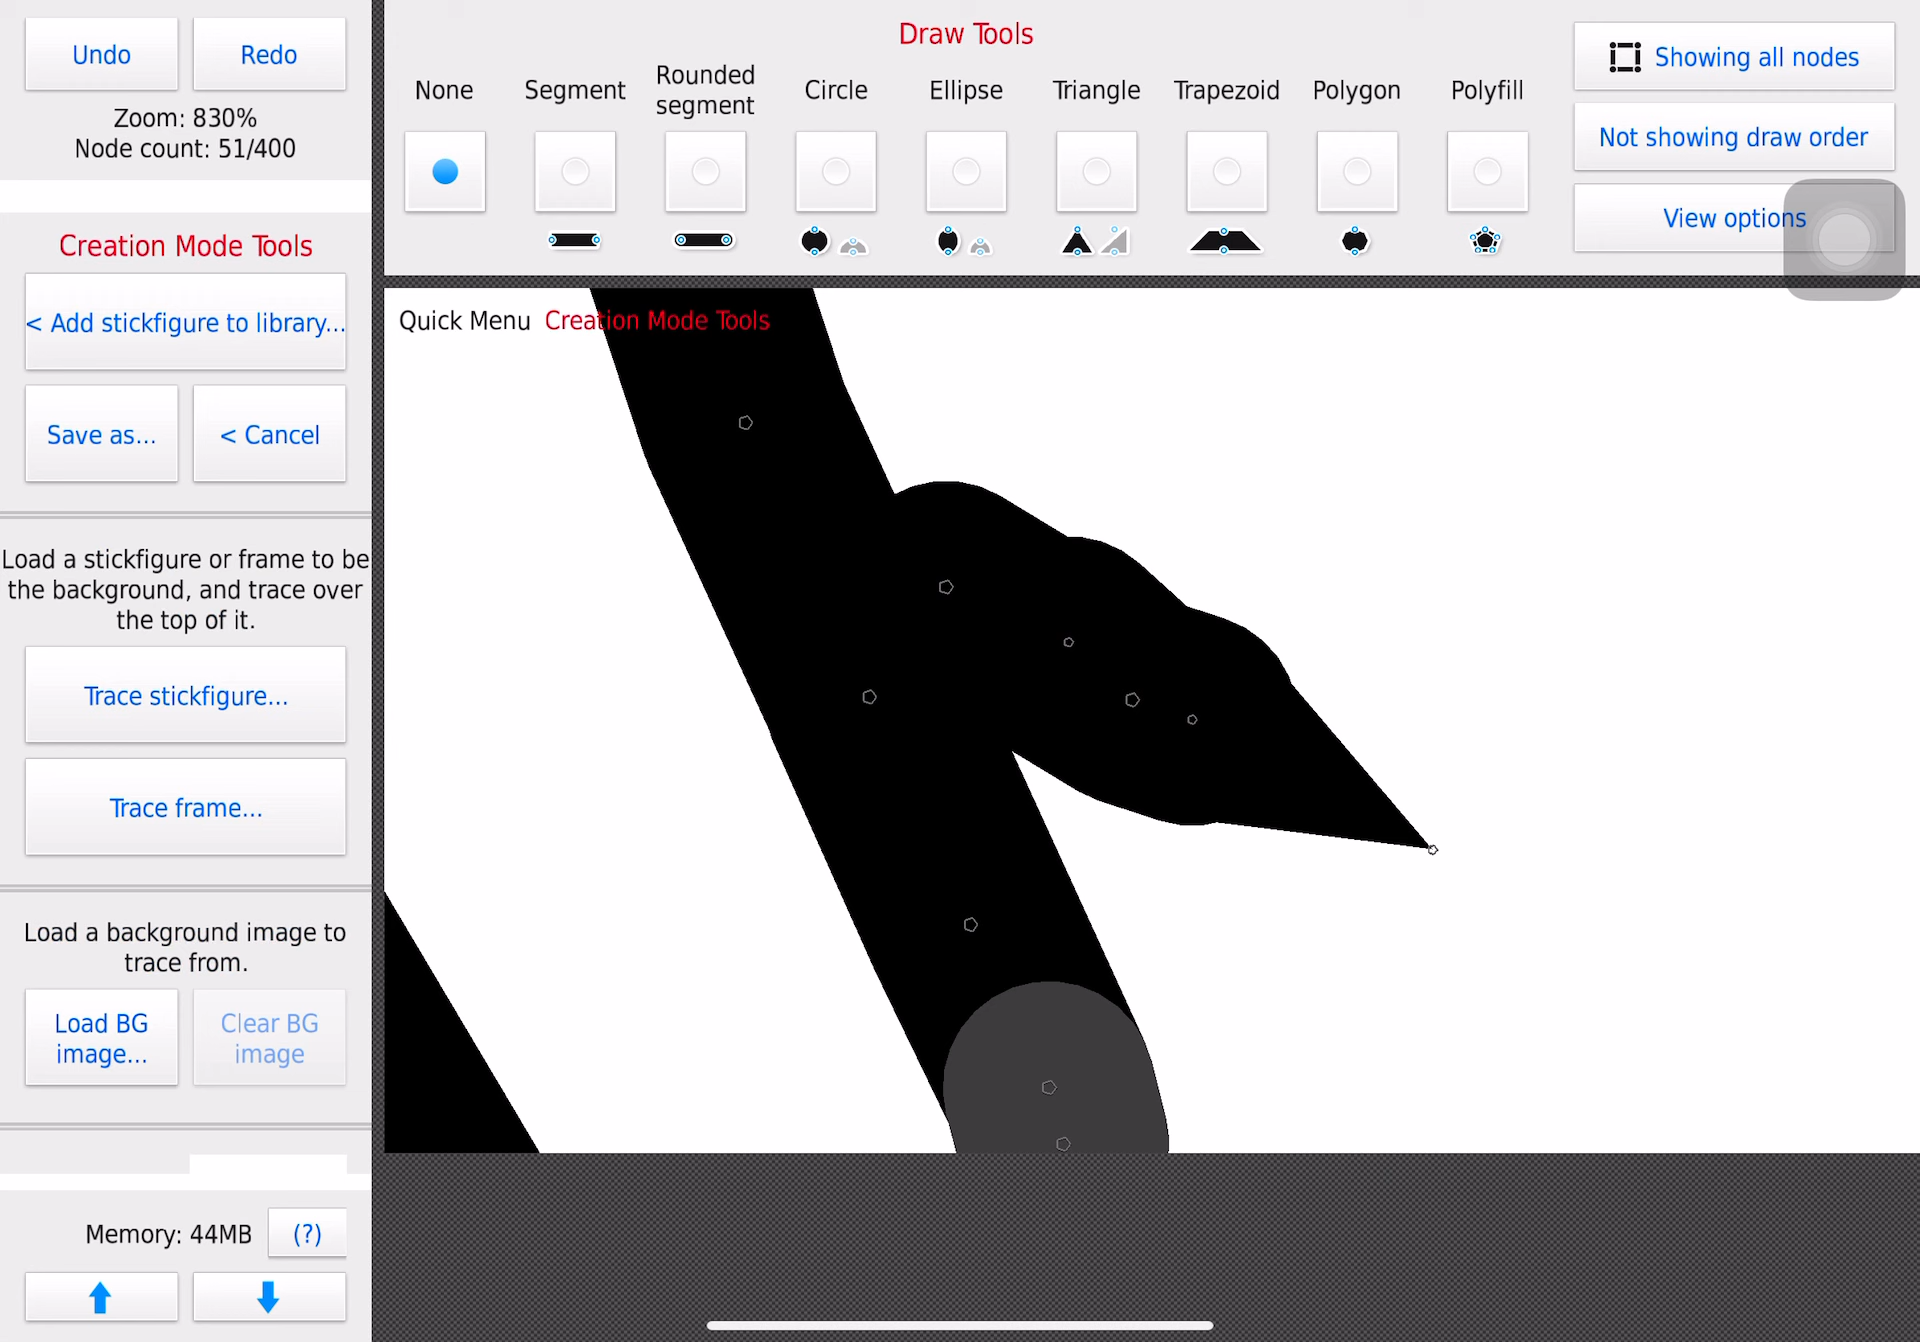 Undo
Redo
Zoom: 830%
Node count: 51/400
Creation Mode Tools
< Add stickfigure to library...
Save as...
< Cancel
Load a stickfigure or frame to be
the background, and trace over
the top of it.
Trace stickfigure...
Trace frame...
Load a background image to
trace from.
Load BG
image...
Clear BG
image
Memory: 44MB
(?)
Draw Tools
None
Segment
Rounded
segment
Circle
Ellipse
Triangle
Trapezoid
Polygon
Polyfill
Showing all nodes
Not showing draw order
View options
Quick Menu
Creation Mode Tools